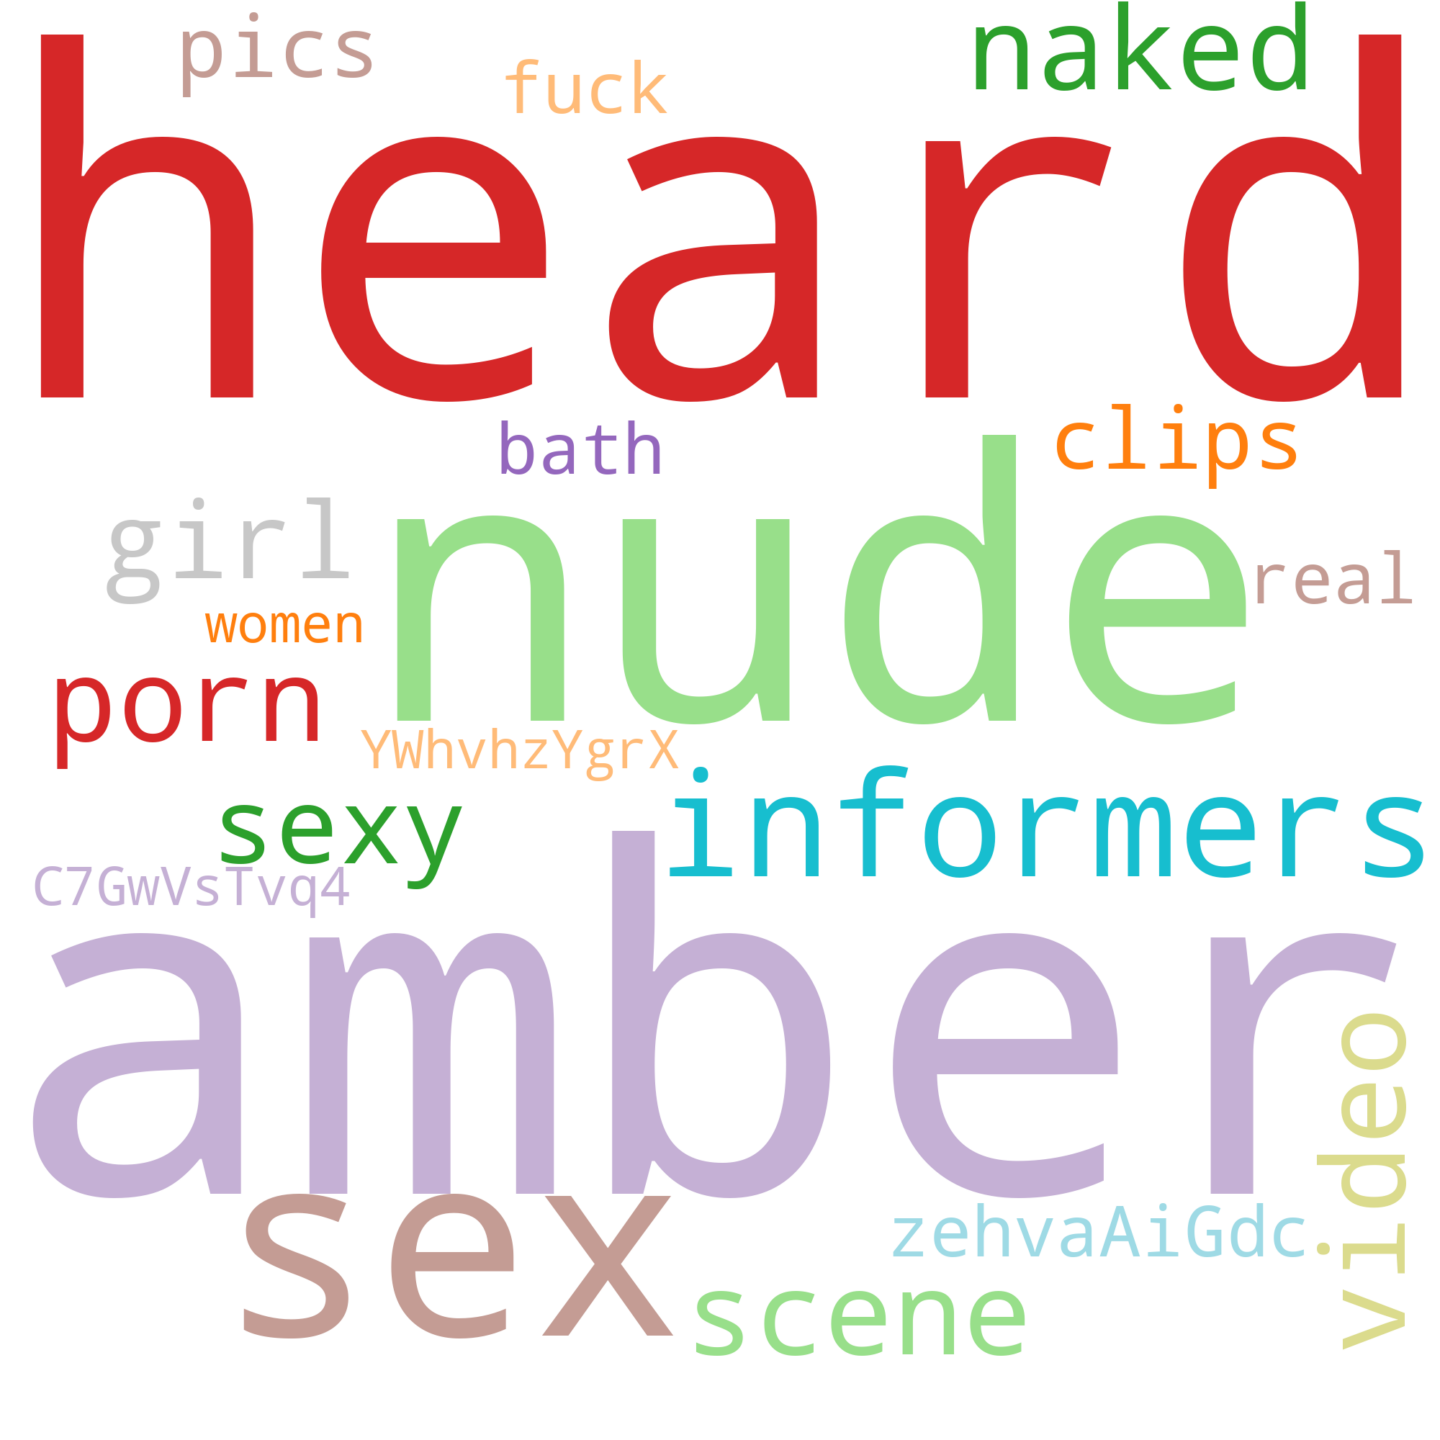 pics
fuck
naked
heard
bath
clips
girl
nude
real
women
porn
YWhvhzYgrX
sexy
informers
C7GwVsTvq4
amber
video
sex
zehvaAiGdc
scene